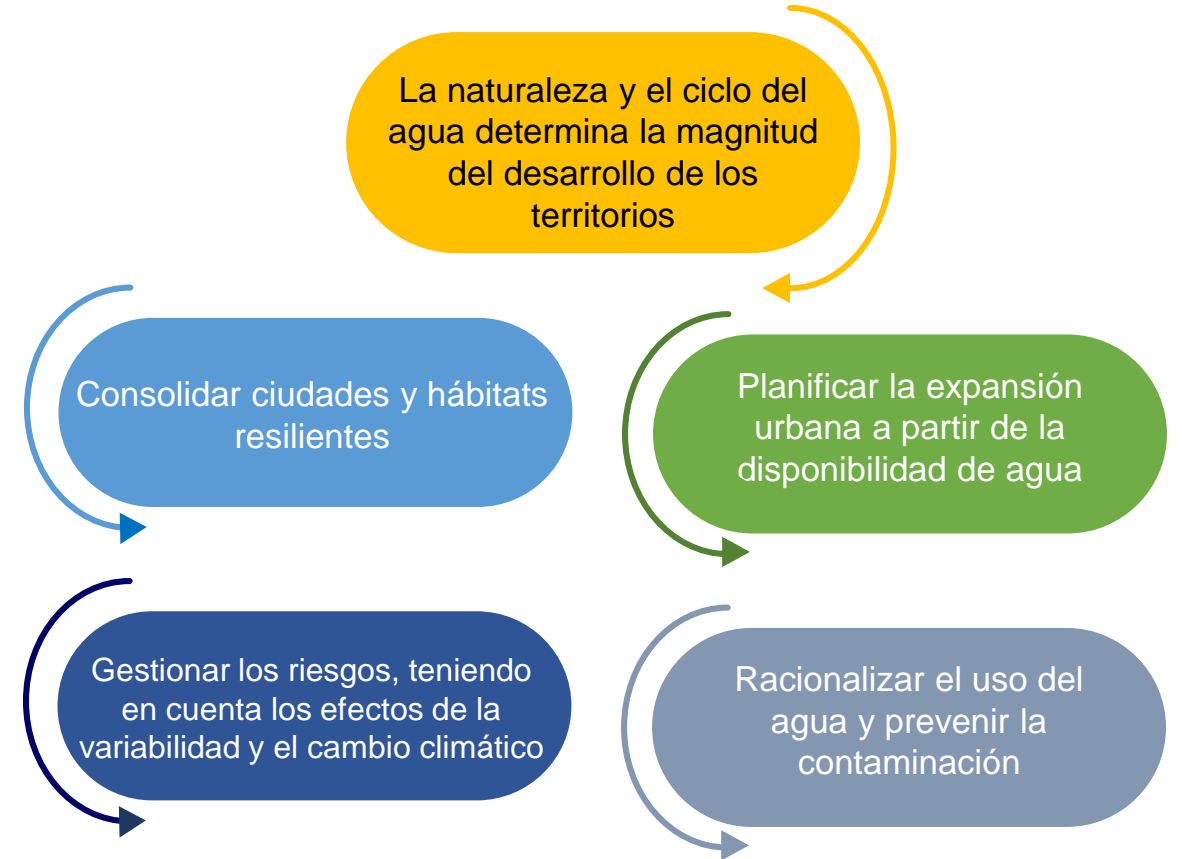 La naturaleza y el ciclo del
agua determina la magnitud
del desarrollo de los
territorios
Consolidar ciudades y hábitats
resilientes
Planificar la expansión
urbana a partir de la
disponibilidad de agua
Gestionar los riesgos, teniendo
en cuenta los efectos de la
variabilidad y el cambio climático
Racionalizar el uso del
agua y prevenir la
contaminación